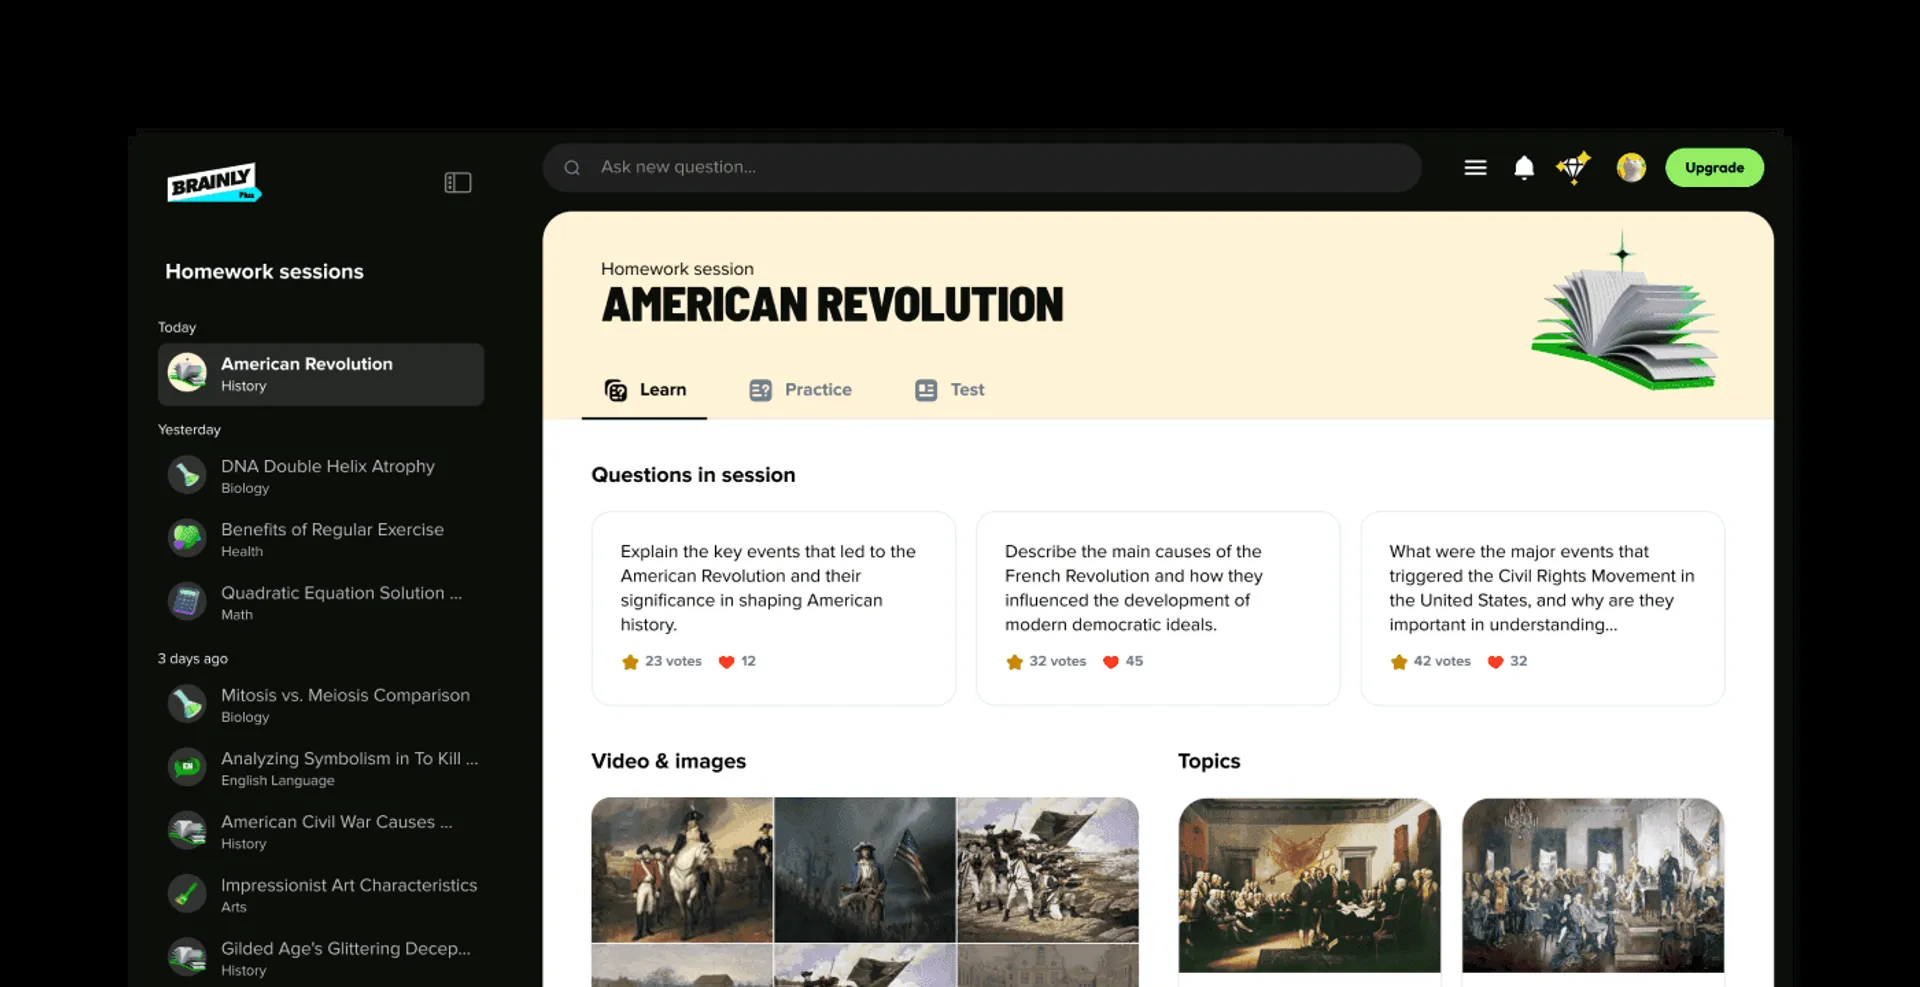 BRAINLY
Plus
Ask new question...
Upgrade
Homework sessions
Today
American Revolution
History
Yesterday
DNA Double Helix Atrophy
Biology
Benefits of Regular Exercise
Health
Quadratic Equation Solution ...
Math
3 days ago
Mitosis vs. Meiosis Comparison
Biology
EN
Analyzing Symbolism in To Kill ...
English Language
American Civil War Causes ...
History
Impressionist Art Characteristics
Arts
Gilded Age's Glittering Decep...
History
Homework session
AMERICAN REVOLUTION
Learn
Practice
Test
Questions in session
Explain the key events that led to the
American Revolution and their
significance in shaping American
history.
23 votes
12
Describe the main causes of the
French Revolution and how they
influenced the development of
modern democratic ideals.
32 votes
45
What were the major events that
triggered the Civil Rights Movement in
the United States, and why are they
important in understanding...
42 votes
32
Video & images
Topics